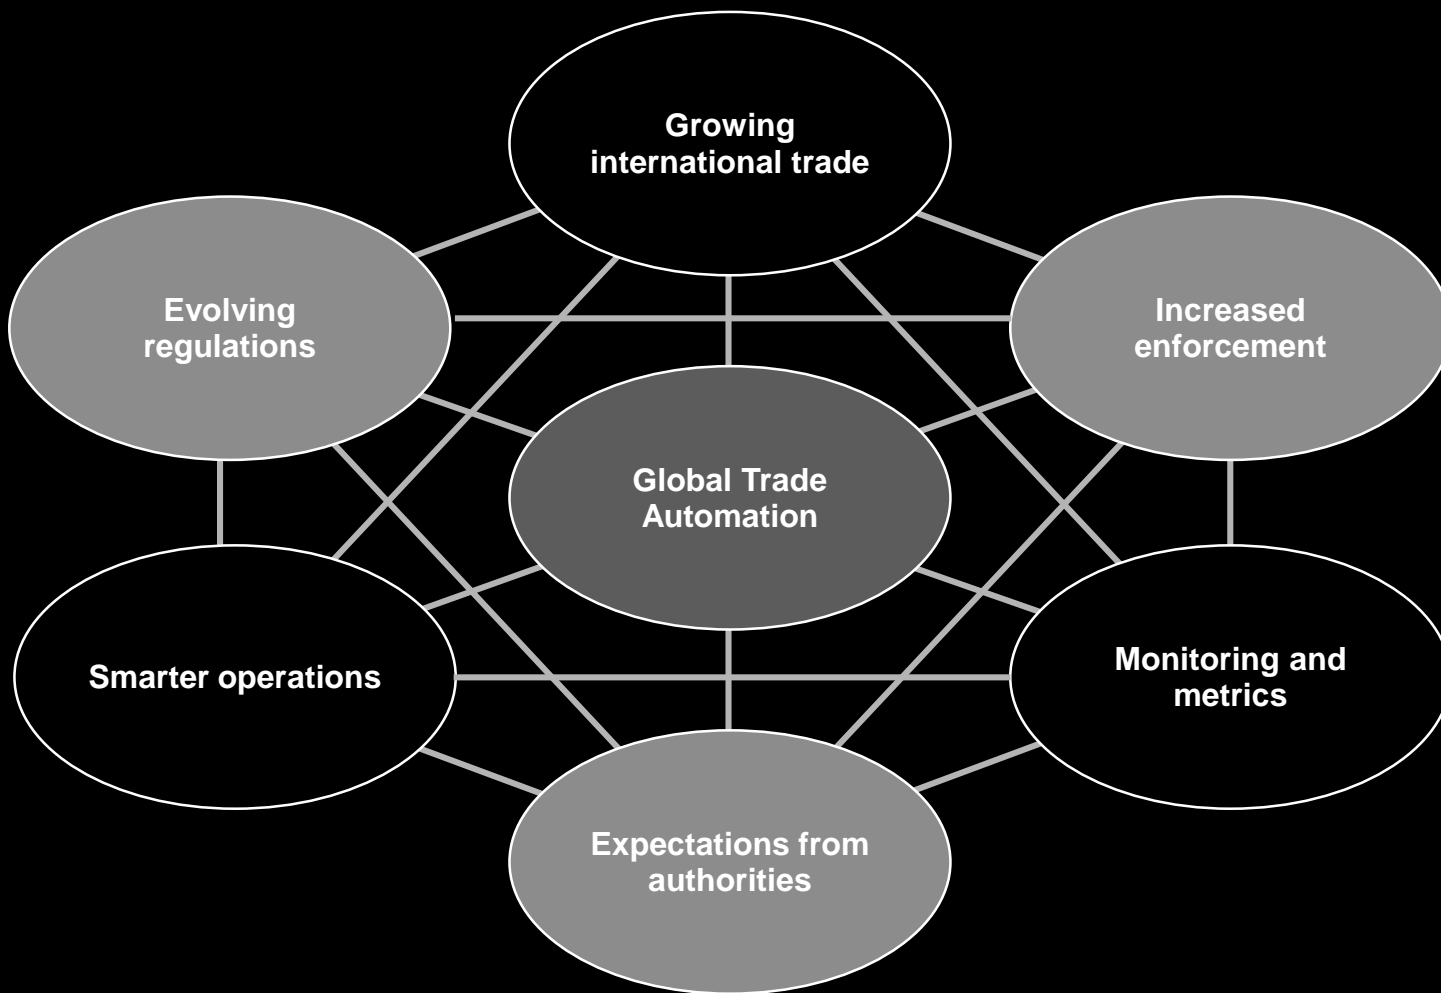 Growing
international trade
Evolving
regulations
Increased
enforcement
Global Trade
Automation
Smarter operations
Monitoring and
metrics
Expectations from
authorities